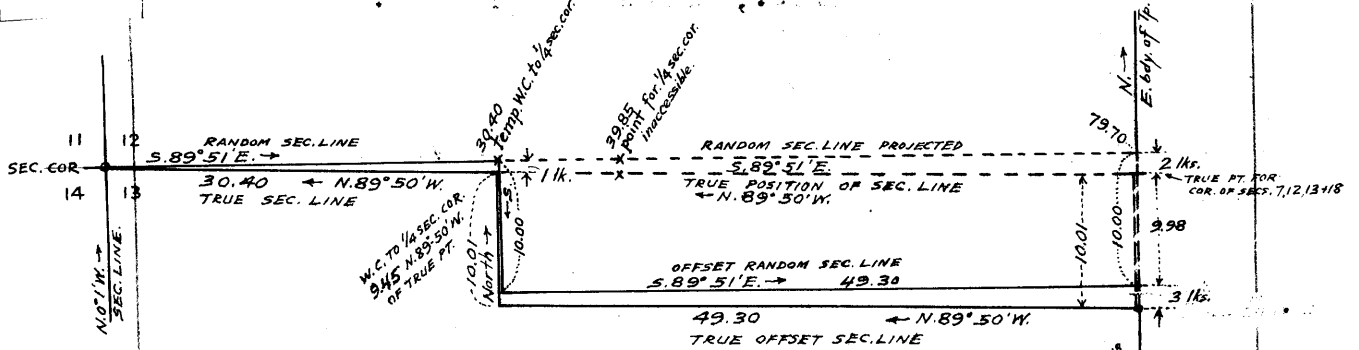 30.40
Temp. W.C. to 1/4 sec. cor.
39.85
point for 1/4 sec. cor.
inaccessible.
N. →
E. bdy. of Tp.
79.70
11 12
SEC. COR
14 13
RANDOM SEC. LINE
S. 89° 51' E. →
30.40 ← N. 89° 50' W.
TRUE SEC. LINE
1 lk.
RANDOM SEC. LINE PROJECTED
S. 89° 51' E.
TRUE POSITION OF SEC. LINE
← N. 89° 50' W.
2 lks.
TRUE PT. FOR
COR. OF SECS. 7, 12, 13 + 18
N. 0° 1' W. →
SEC. LINE.
W.C. TO 1/4 SEC. COR.
9.45 N. 89° 50' W.
OF TRUE PT.
10.01
North →
10.00
10.01
10.00
9.98
OFFSET RANDOM SEC. LINE
S. 89° 51' E. → 49.30
3 lks.
49.30 ← N. 89° 50' W.
TRUE OFFSET SEC. LINE